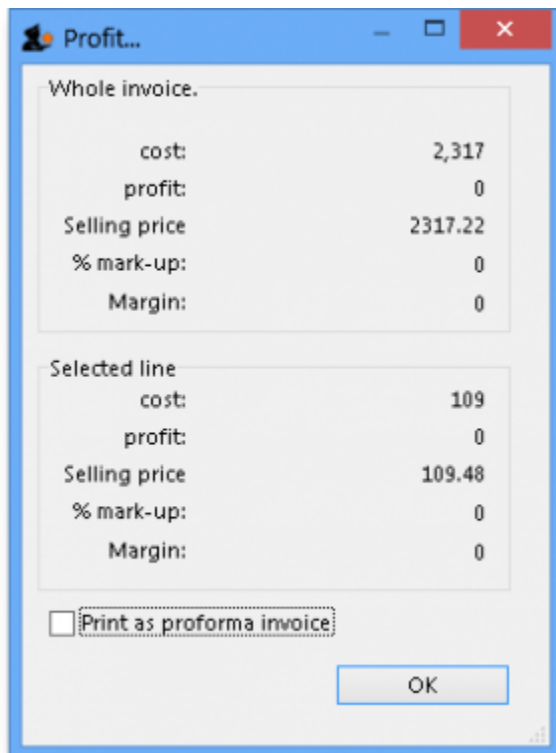 Profit...
Whole invoice.
cost: 2,317
profit: 0
Selling price 2317.22
% mark-up: 0
Margin: 0
Selected line
cost: 109
profit: 0
Selling price 109.48
% mark-up: 0
Margin: 0
Print as proforma invoice
OK